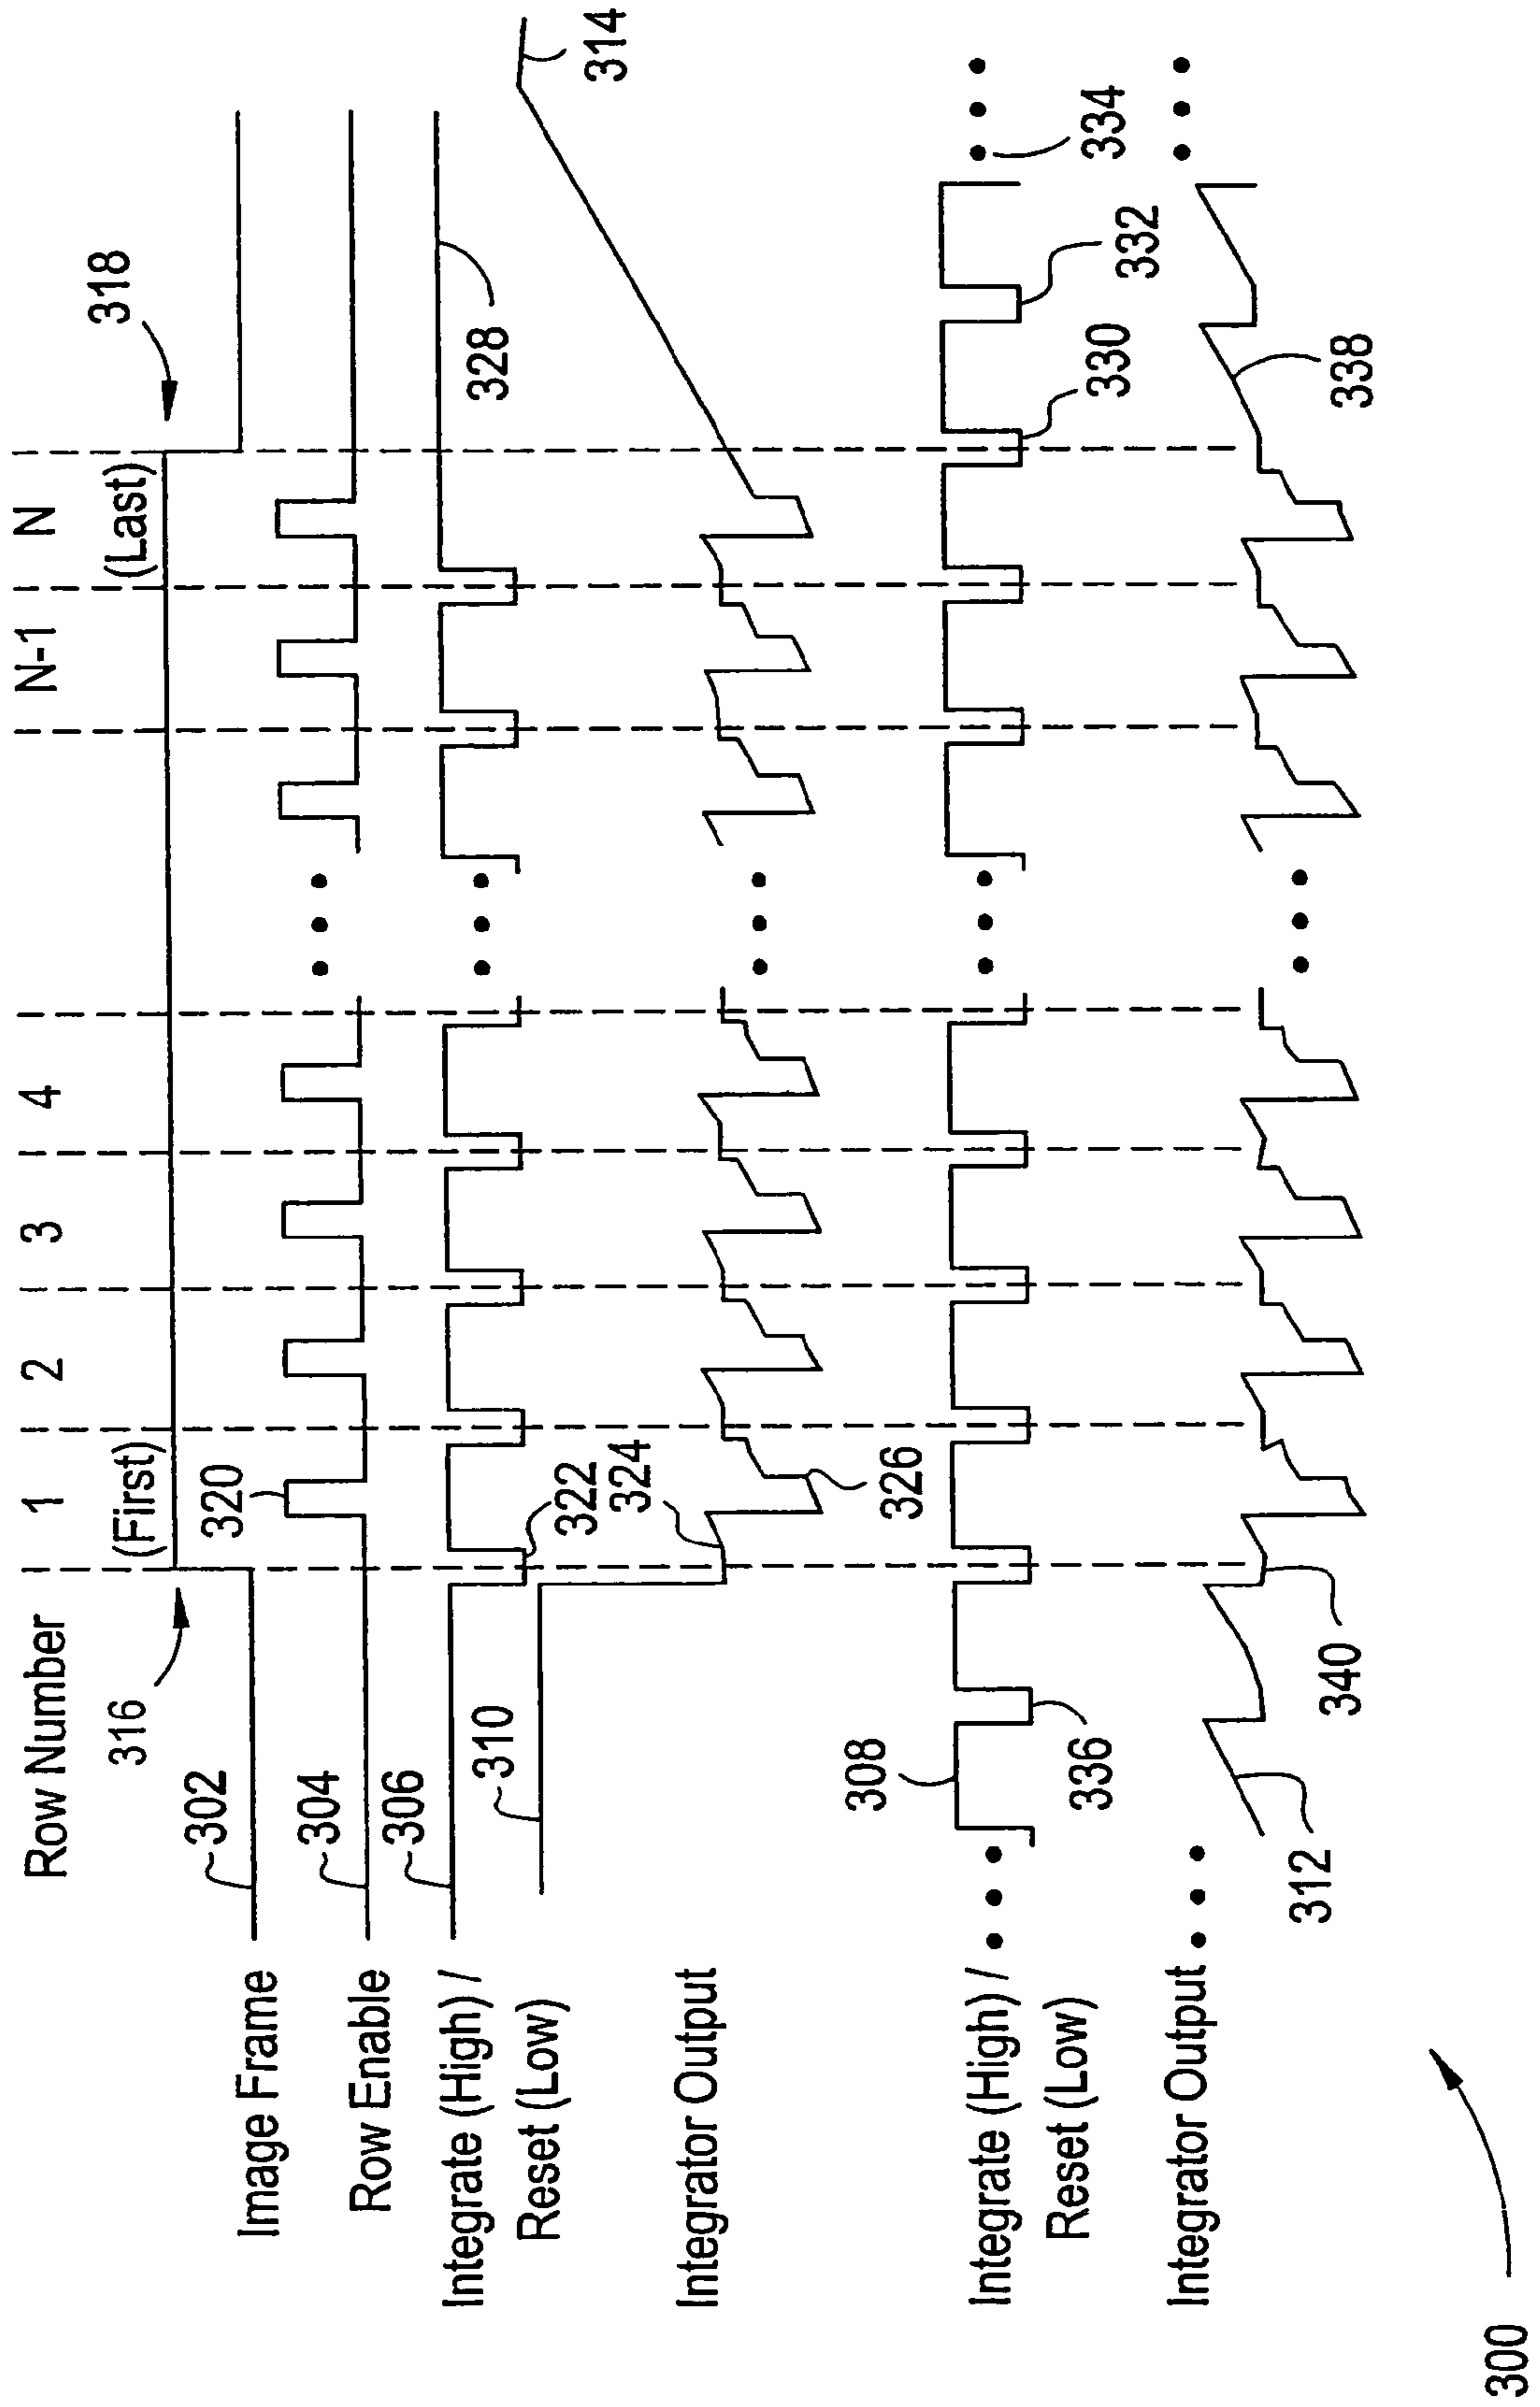 Row Number 1 2 3 4 N-1 N
(First) (Last)
316
318
Image Frame
302
Row Enable
304
320
Integrate (High) /
Reset (Low)
306
322
328
310
314
Integrator Output
324
326
Integrate (High) /
Reset (Low)
308
336
330
332
334
Integrator Output
312
340
338
300